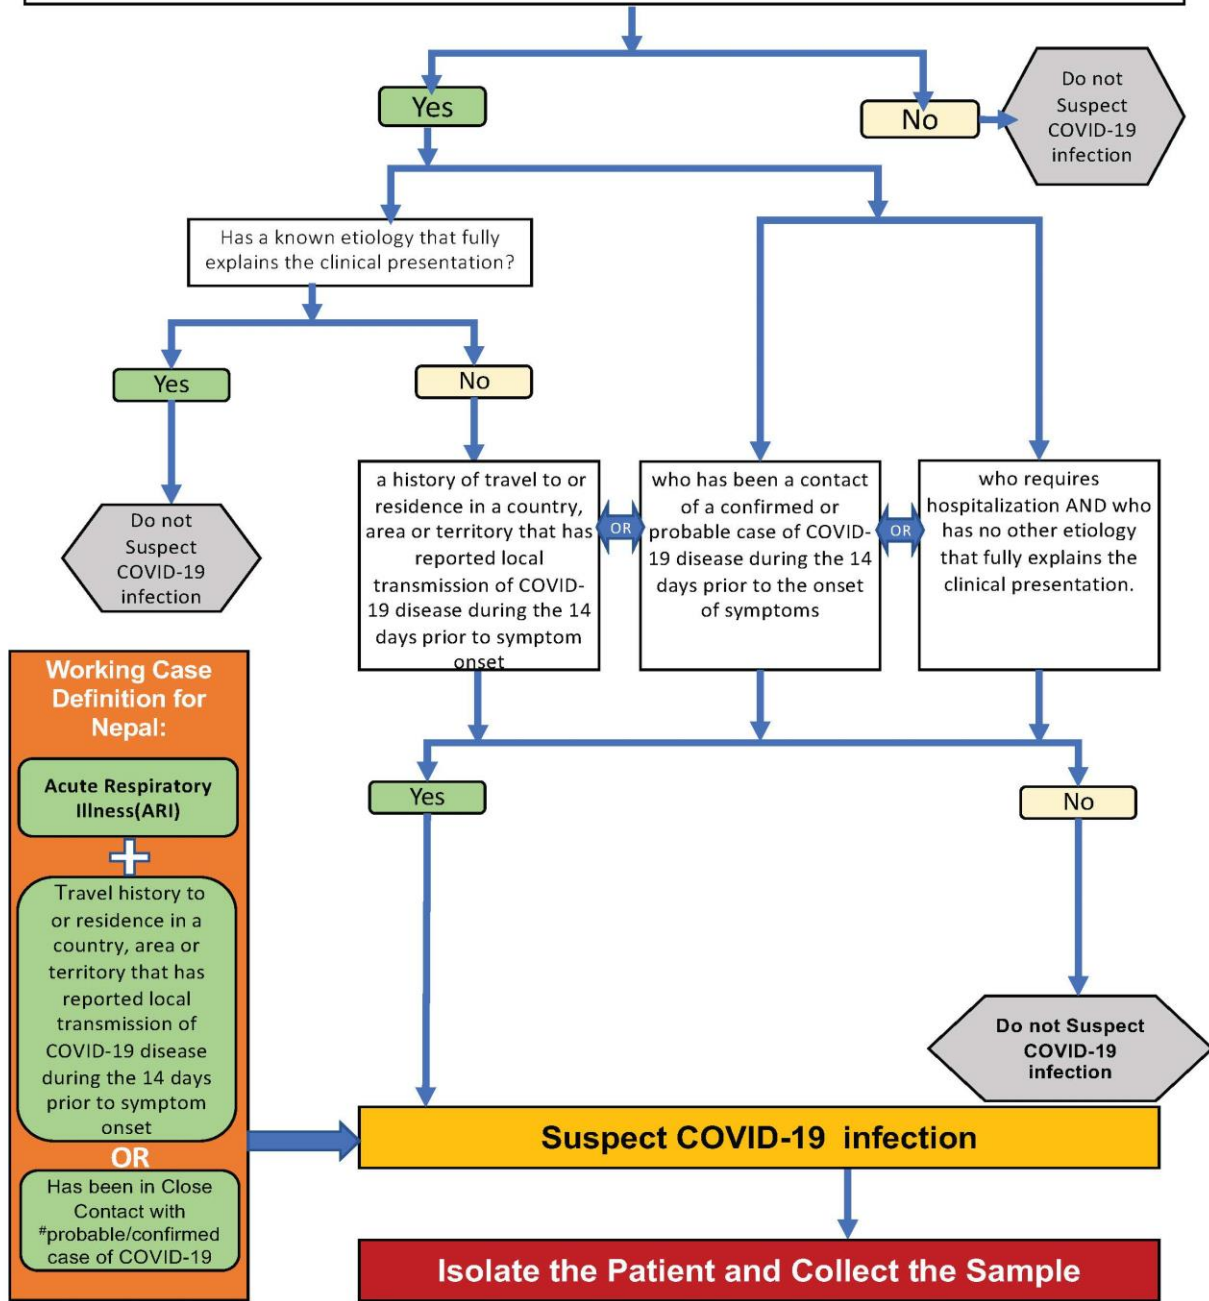 Yes
No
Do not
Suspect
COVID-19
infection
Has a known etiology that fully
explains the clinical presentation?
Yes
No
Do not
Suspect
COVID-19
infection
a history of travel to or
residence in a country,
area or territory that has
reported local
transmission of COVID-
19 disease during the 14
days prior to symptom
onset
OR
who has been a contact
of a confirmed or
probable case of COVID-
19 disease during the 14
days prior to the onset
of symptoms
OR
who requires
hospitalization AND who
has no other etiology
that fully explains the
clinical presentation.
Yes
No
Do not Suspect
COVID-19
infection
Working Case
Definition for
Nepal:
Acute Respiratory
Illness(ARI)
+
Travel history to
or residence in a
country, area or
territory that has
reported local
transmission of
COVID-19 disease
during the 14 days
prior to symptom
onset
OR
Has been in Close
Contact with
#probable/confirmed
case of COVID-19
Suspect COVID-19 infection
Isolate the Patient and Collect the Sample